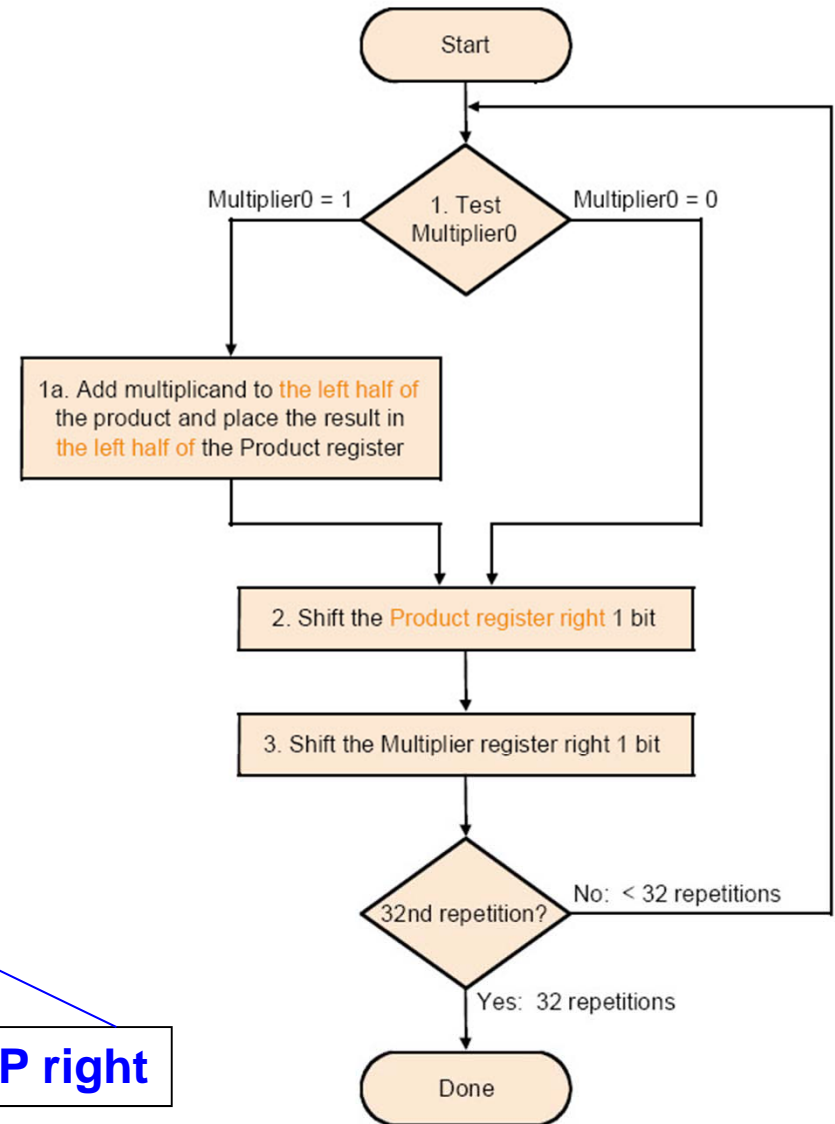 Start
Multiplier0 = 1
1. Test
Multiplier0
Multiplier0 = 0
1a. Add multiplicand to the left half of
the product and place the result in
the left half of the Product register
2. Shift the Product register right 1 bit
3. Shift the Multiplier register right 1 bit
32nd repetition?
No: < 32 repetitions
Yes: 32 repetitions
P right
Done